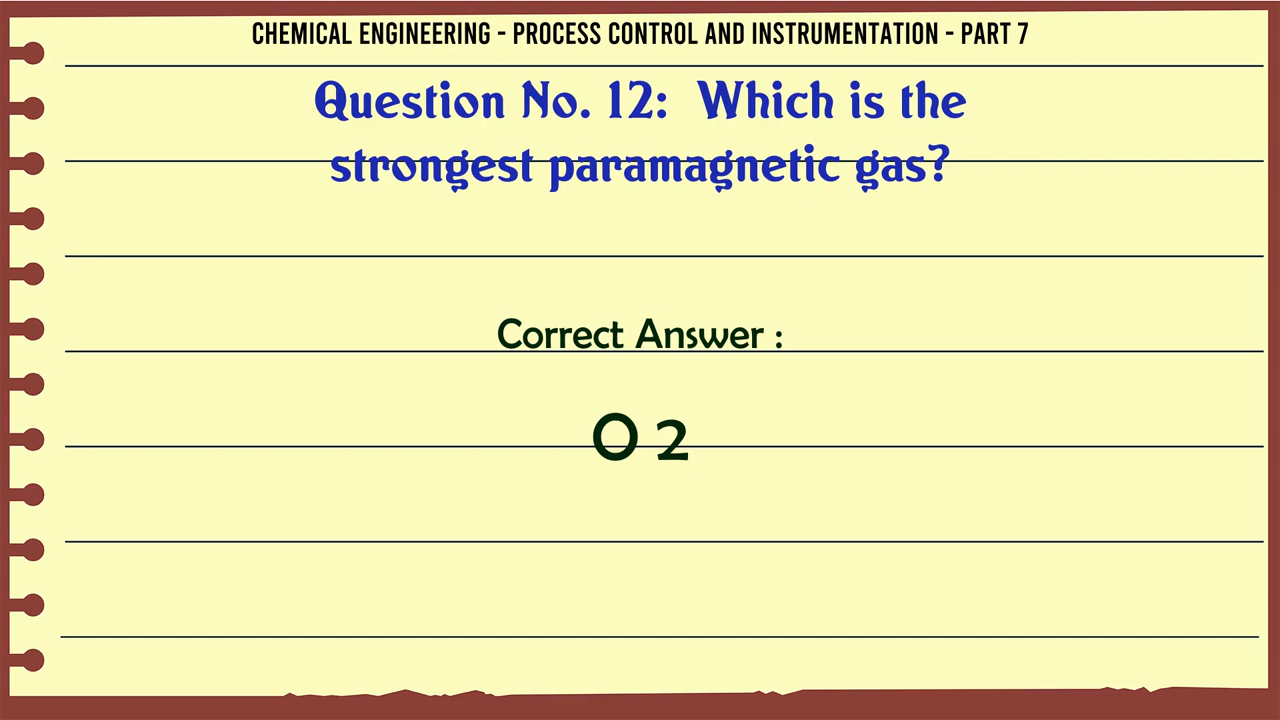 CHEMICAL ENGINEERING - PROCESS CONTROL AND INSTRUMENTATION - PART 7
Question No. 12: Which is the
strongest paramagnetic gas?
Correct Answer :
O 2